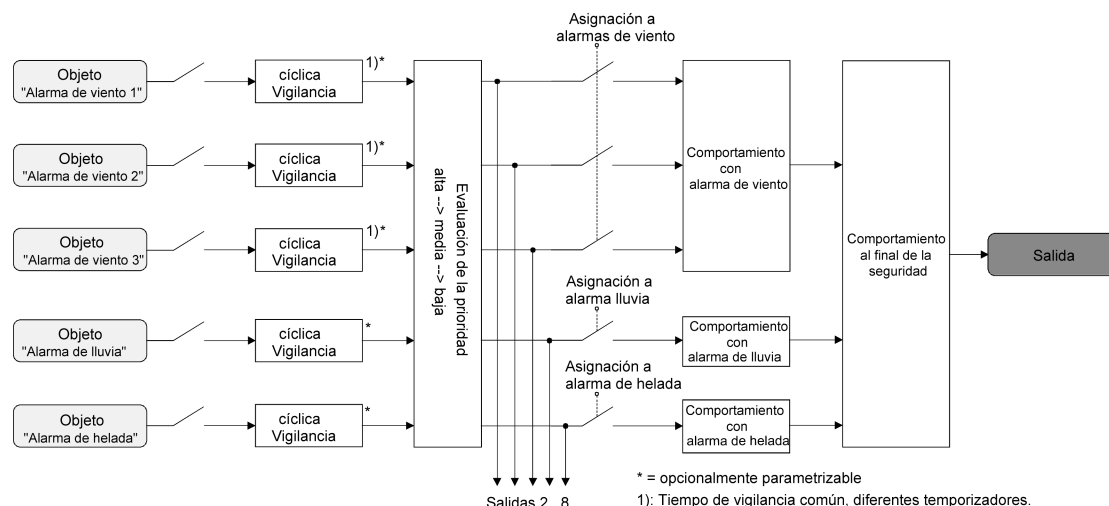 Asignación a
alarmas de viento
Objeto
"Alarma de viento 1"
cíclica
Vigilancia
1)*
Objeto
"Alarma de viento 2"
cíclica
Vigilancia
1)*
Objeto
"Alarma de viento 3"
cíclica
Vigilancia
1)*
Objeto
"Alarma de lluvia"
cíclica
Vigilancia
*
Objeto
"Alarma de helada"
cíclica
Vigilancia
*
Evaluación de la prioridad
alta --> media --> baja
Comportamiento
con
alarma de viento
Asignación a
alarma lluvia
Comportamiento
con
alarma de lluvia
Asignación a
alarma de helada
Comportamiento
con
alarma de helada
Comportamiento
al final de la
seguridad
Salida
Salidas 2...8
* = opcionalmente parametrizable
1): Tiempo de vigilancia común, diferentes temporizadores.